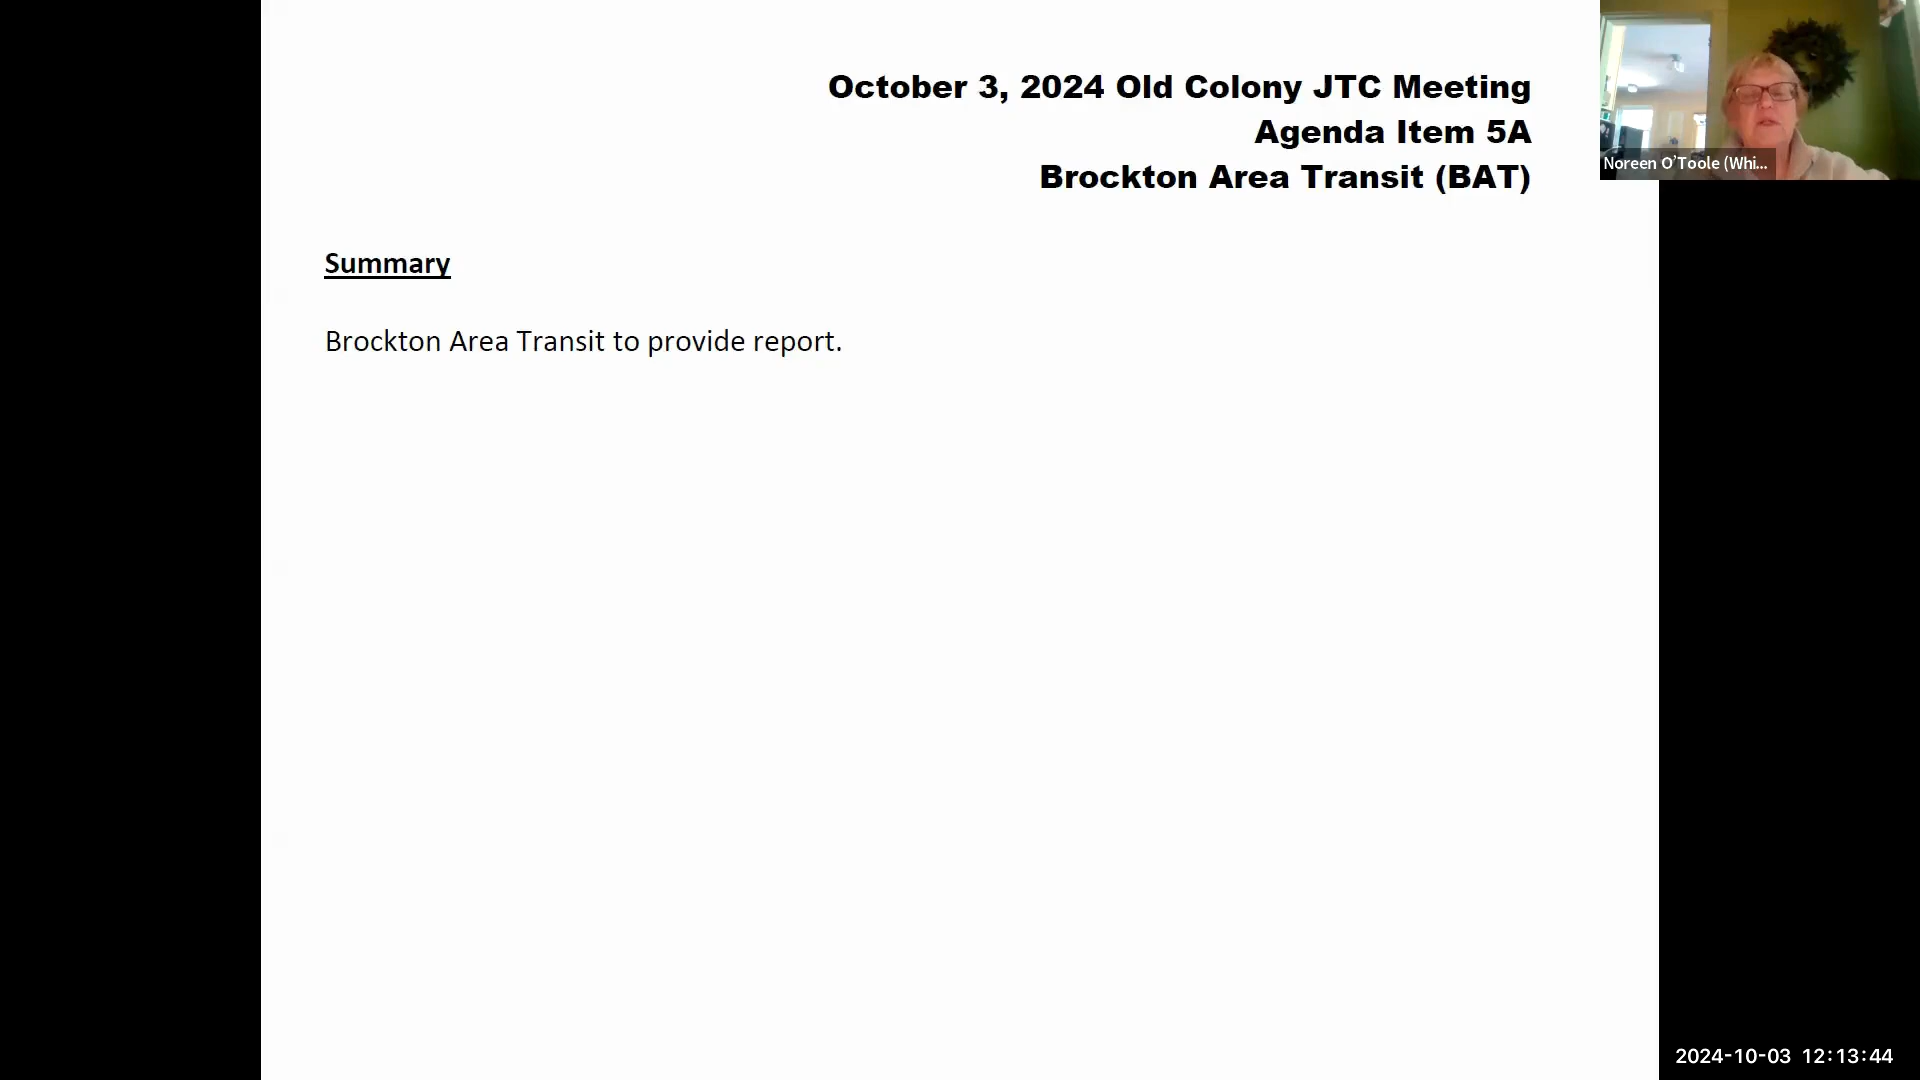 October 3, 2024 Old Colony JTC Meeting
Agenda Item 5A
Brockton Area Transit (BAT)
Noreen O'Toole (Whi...
Summary
Brockton Area Transit to provide report.
2024-10-03 12:13:44